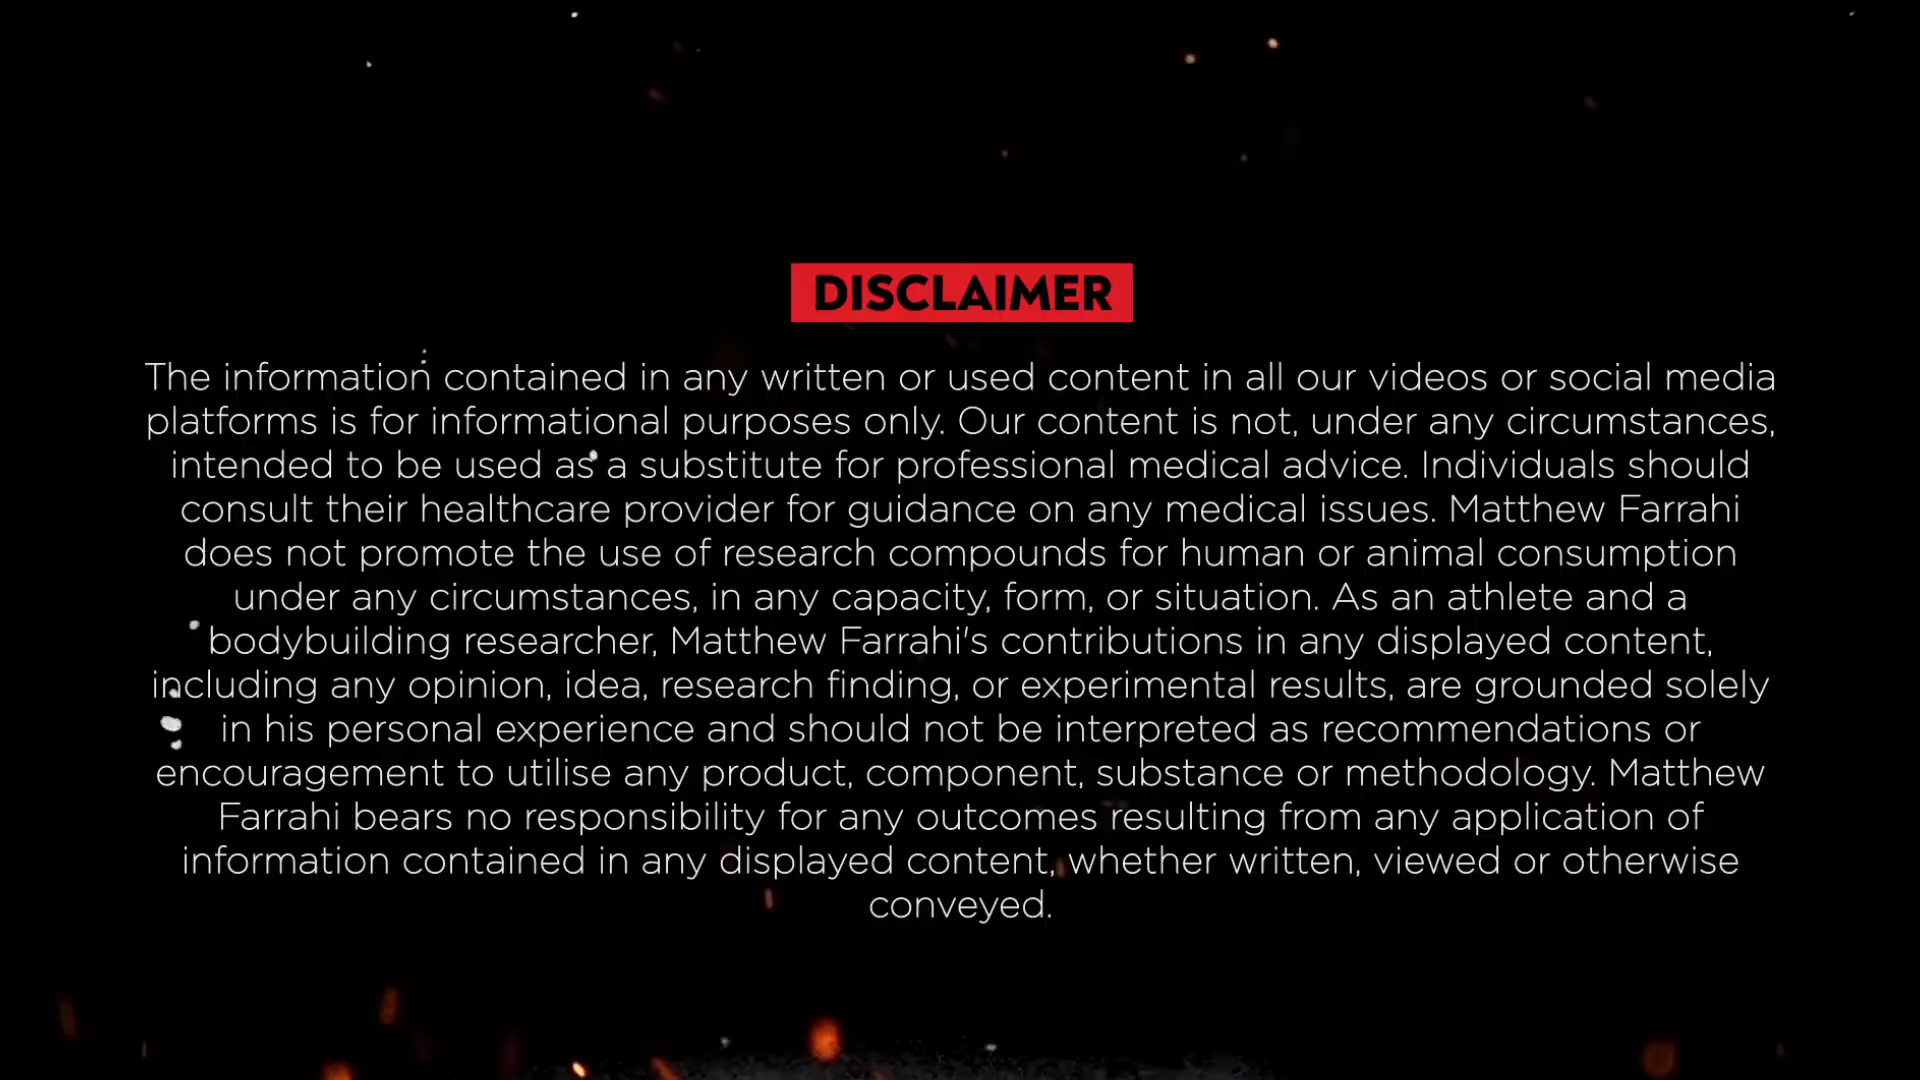 DISCLAIMER
The information contained in any written or used content in all our videos or social media
platforms is for informational purposes only. Our content is not, under any circumstances,
intended to be used as a substitute for professional medical advice. Individuals should
consult their healthcare provider for guidance on any medical issues. Matthew Farrahi
does not promote the use of research compounds for human or animal consumption
under any circumstances, in any capacity, form, or situation. As an athlete and a
bodybuilding researcher, Matthew Farrahi's contributions in any displayed content,
including any opinion, idea, research finding, or experimental results, are grounded solely
in his personal experience and should not be interpreted as recommendations or
encouragement to utilise any product, component, substance or methodology. Matthew
Farrahi bears no responsibility for any outcomes resulting from any application of
information contained in any displayed content, whether written, viewed or otherwise
conveyed.